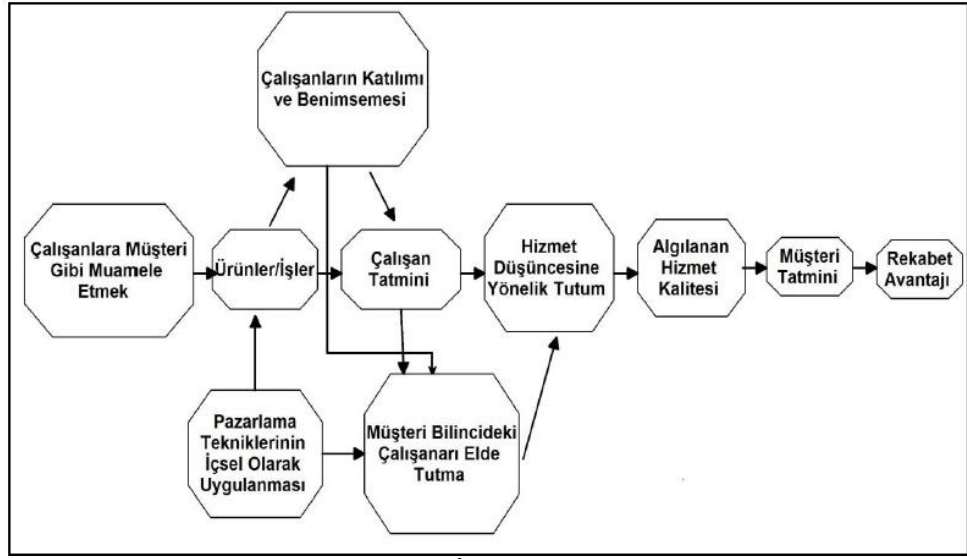 Çalışanların Katılımı
ve Benimsemesi
Çalışanlara Müşteri
Gibi Muamele
Etmek
Ürünler/İşler
Çalışan
Tatmini
Hizmet
Düşüncesine
Yönelik Tutum
Algılanan
Hizmet
Kalitesi
Müşteri
Tatmini
Rekabet
Avantajı
Pazarlama
Tekniklerinin
İçsel Olarak
Uygulanması
Müşteri Bilincideki
Çalışanarı Elde
Tutma